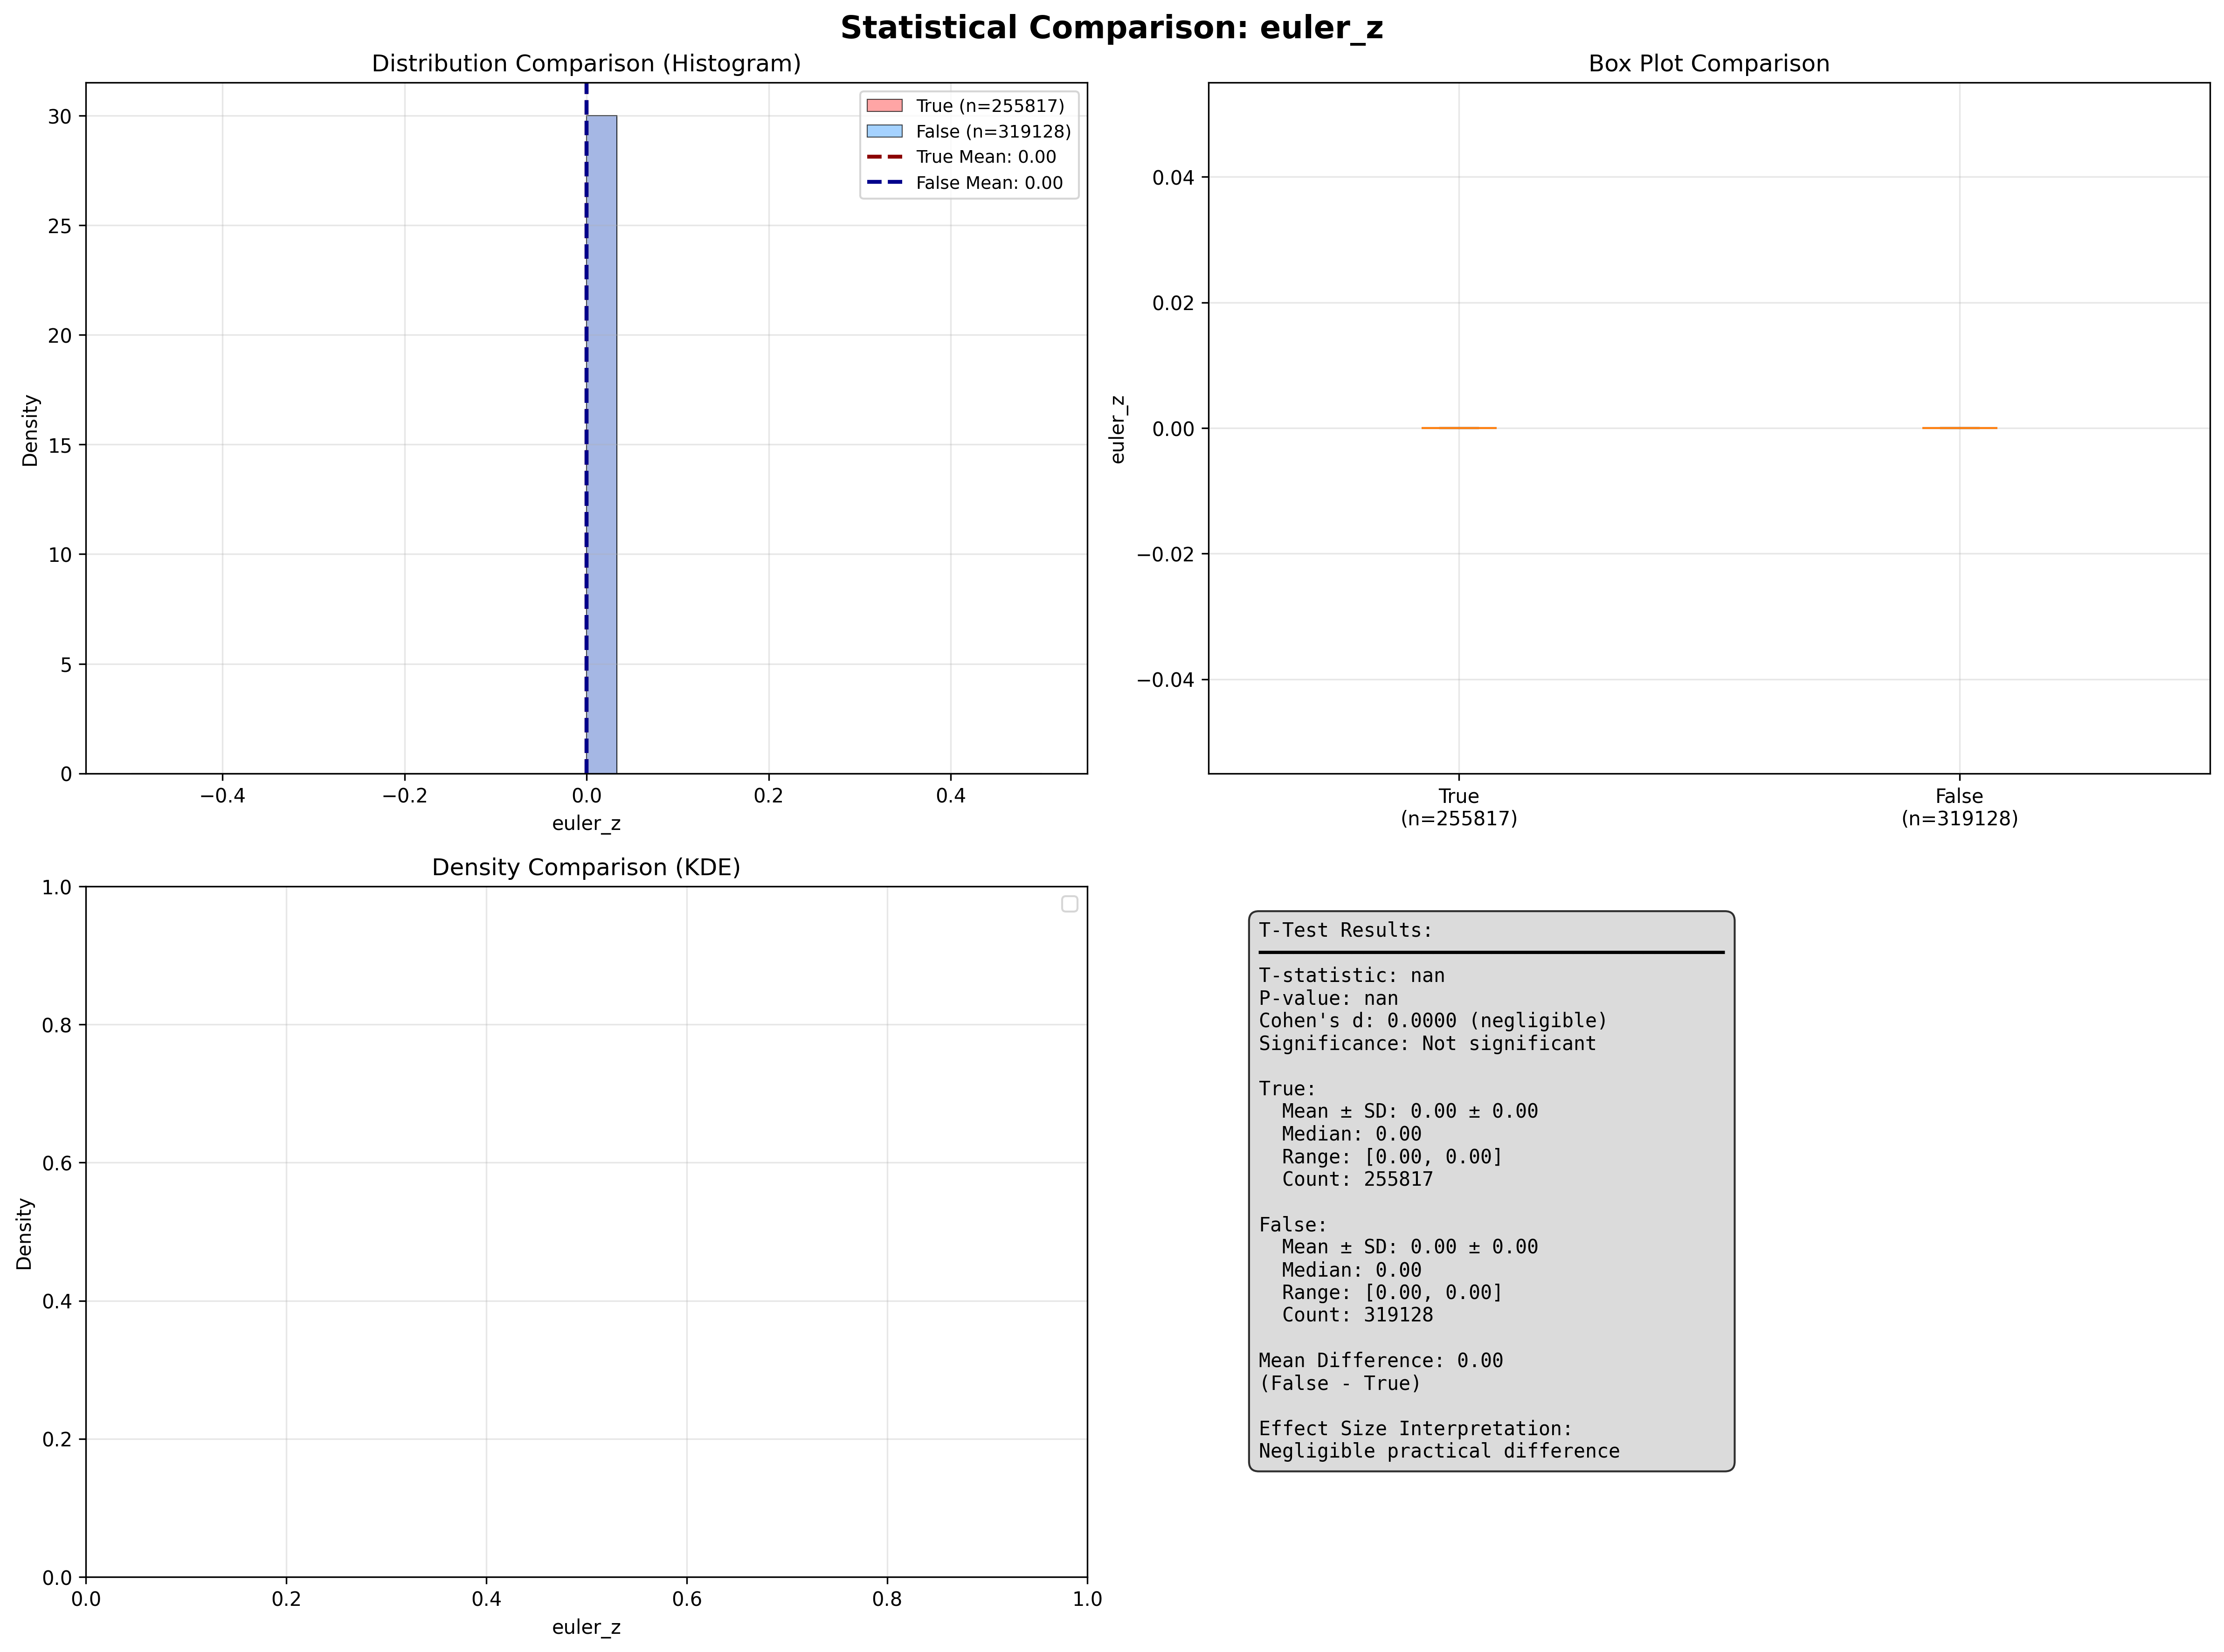 Statistical Comparison: euler_z
Distribution Comparison (Histogram)
30
25
20
15
10
5
0
Density
−0.4
−0.2
0.0
0.2
0.4
euler_z
True (n=255817)
False (n=319128)
True Mean: 0.00
False Mean: 0.00
Box Plot Comparison
0.04
0.02
0.00
−0.02
−0.04
euler_z
True
(n=255817)
False
(n=319128)
Density Comparison (KDE)
1.0
0.8
0.6
0.4
0.2
0.0
Density
0.0
0.2
0.4
0.6
0.8
1.0
euler_z
T-Test Results:
T-statistic: nan
P-value: nan
Cohen's d: 0.0000 (negligible)
Significance: Not significant
True:
Mean ± SD: 0.00 ± 0.00
Median: 0.00
Range: [0.00, 0.00]
Count: 255817
False:
Mean ± SD: 0.00 ± 0.00
Median: 0.00
Range: [0.00, 0.00]
Count: 319128
Mean Difference: 0.00
(False - True)
Effect Size Interpretation:
Negligible practical difference